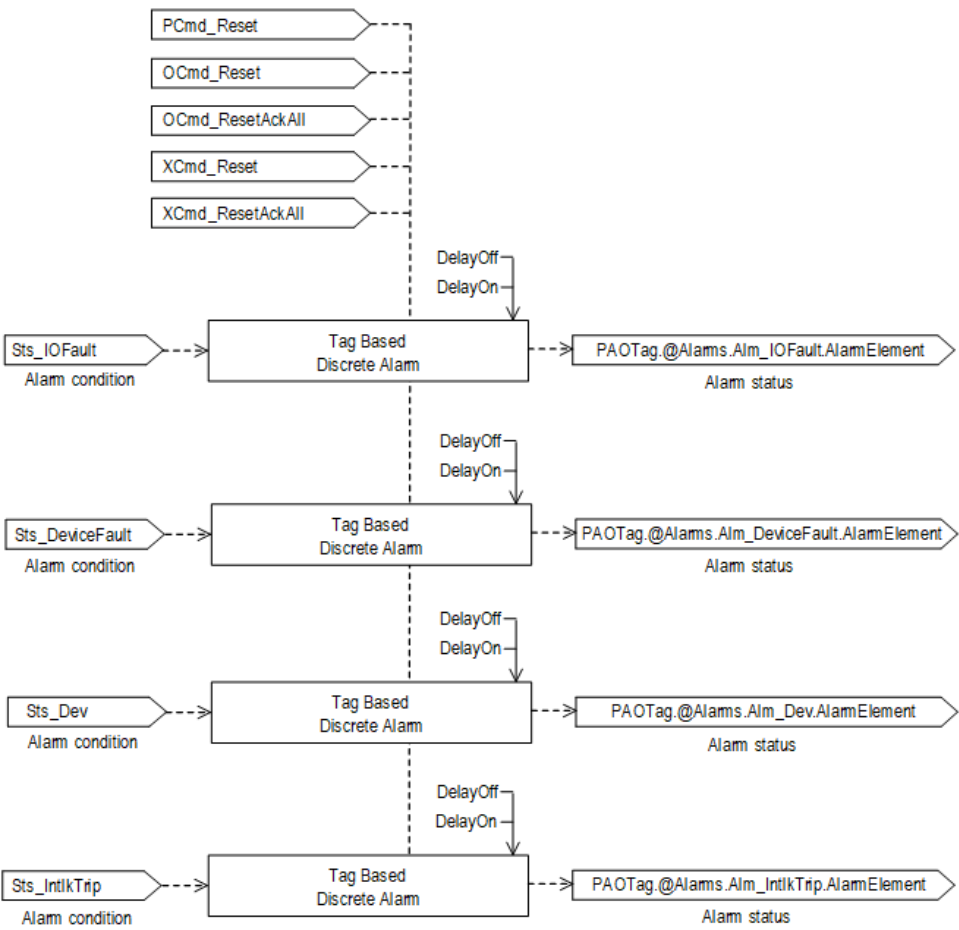 PCmd_Reset
OCmd_Reset
OCmd_ResetAckAll
XCmd_Reset
XCmd_ResetAckAll
DelayOff
DelayOn
Sts_IOFault
Alarm condition
Tag Based
Discrete Alarm
PAOTag.@Alarms.Alm_IOFault.AlarmElement
Alarm status
DelayOff
DelayOn
Sts_DeviceFault
Alarm condition
Tag Based
Discrete Alarm
PAOTag.@Alarms.Alm_DeviceFault.AlarmElement
Alarm status
DelayOff
DelayOn
Sts_Dev
Alarm condition
Tag Based
Discrete Alarm
PAOTag.@Alarms.Alm_Dev.AlarmElement
Alarm status
DelayOff
DelayOn
Sts_IntlkTrip
Alarm condition
Tag Based
Discrete Alarm
PAOTag.@Alarms.Alm_IntlkTrip.AlarmElement
Alarm status